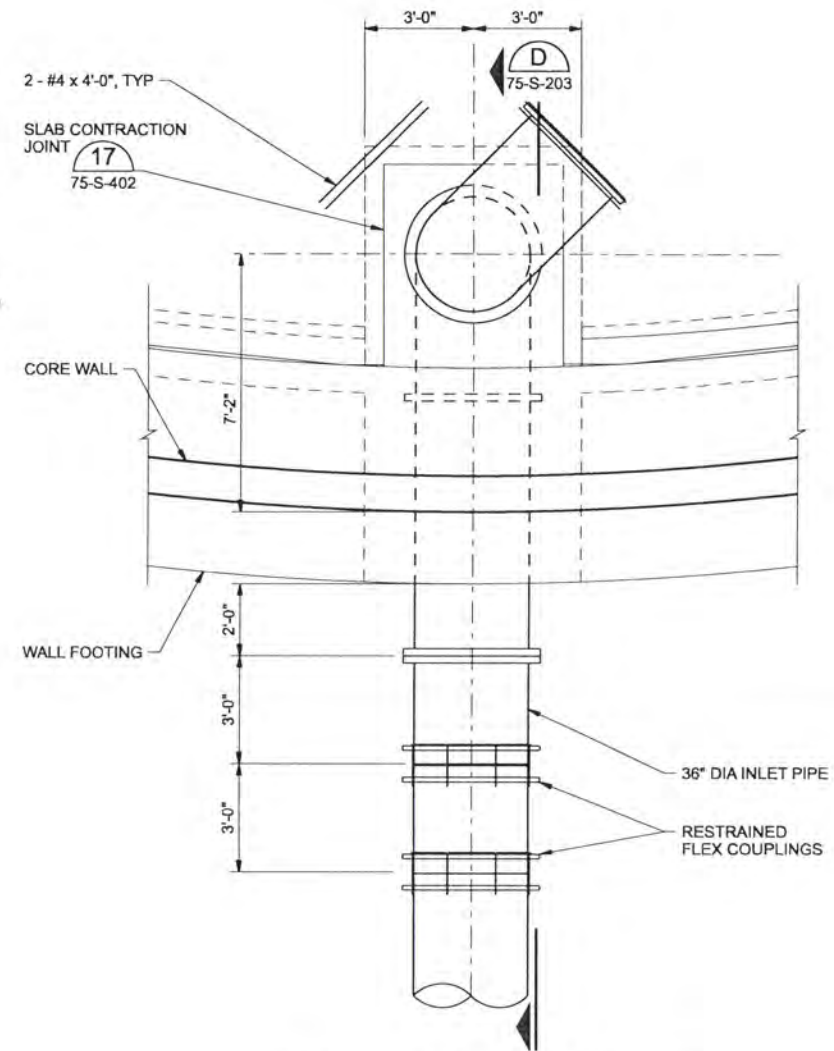 3'-0" 3'-0"
D
75-S-203
2 - #4 x 4'-0", TYP
SLAB CONTRACTION
JOINT
17
75-S-402
CORE WALL
7'-2"
2'-0"
WALL FOOTING
3'-0"
36" DIA INLET PIPE
3'-0"
RESTRAINED
FLEX COUPLINGS